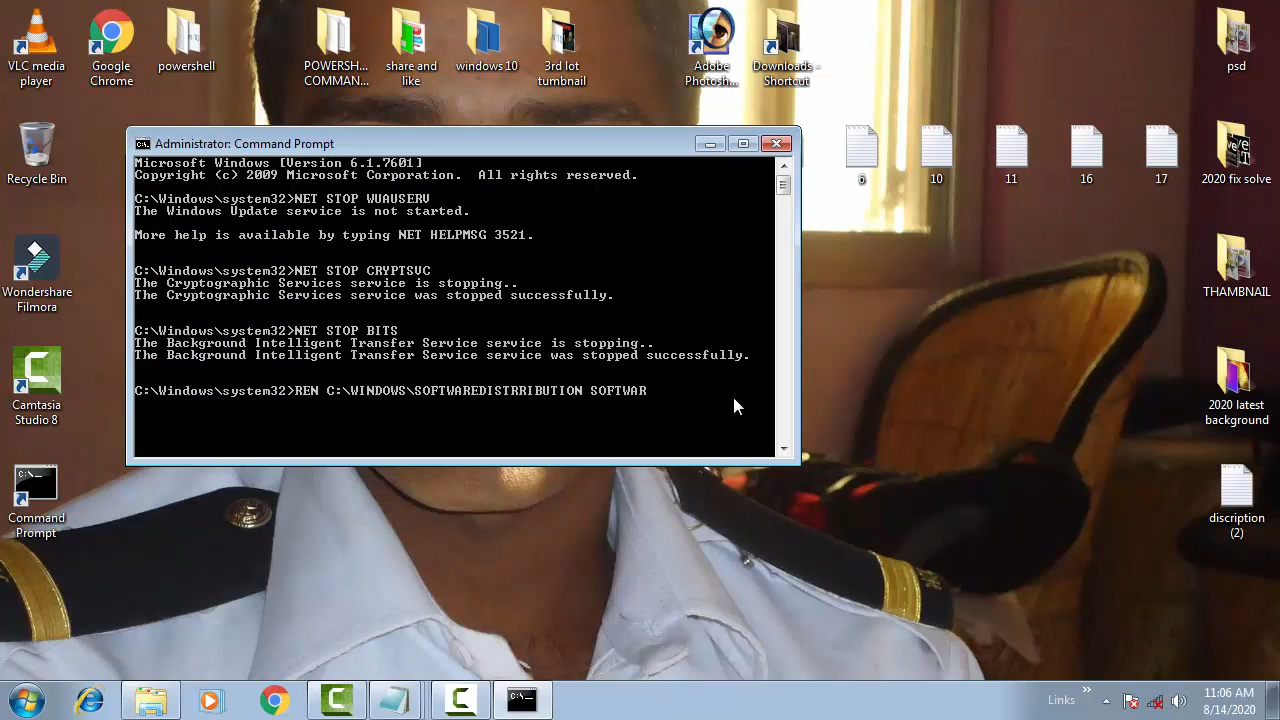 VLC media
player
Google
Chrome
powershell
POWERSH...
COMMAN...
share and
like
windows 10
3rd lot
tumbnail
Adobe
Photosh...
Downloads -
Shortcut
psd
Recycle Bin
6
10
11
16
17
2020 fix solve
Wondershare
Filmora
THAMBNAIL
Camtasia
Studio 8
2020 latest
background
Command
Prompt
discription
(2)
Administrator - Command Prompt
Microsoft Windows [Version 6.1.7601]
Copyright (c) 2009 Microsoft Corporation.  All rights reserved.
C:\Windows\system32>NET STOP WUAUSERV
The Windows Update service is not started.
More help is available by typing NET HELPMSG 3521.
C:\Windows\system32>NET STOP CRYPTSVC
The Cryptographic Services service is stopping..
The Cryptographic Services service was stopped successfully.
C:\Windows\system32>NET STOP BITS
The Background Intelligent Transfer Service service is stopping..
The Background Intelligent Transfer Service service was stopped successfully.
C:\Windows\system32>REN C:\WINDOWS\SOFTWAREDISTRRIBUTION SOFTWAR
Links
11:06 AM
8/14/2020